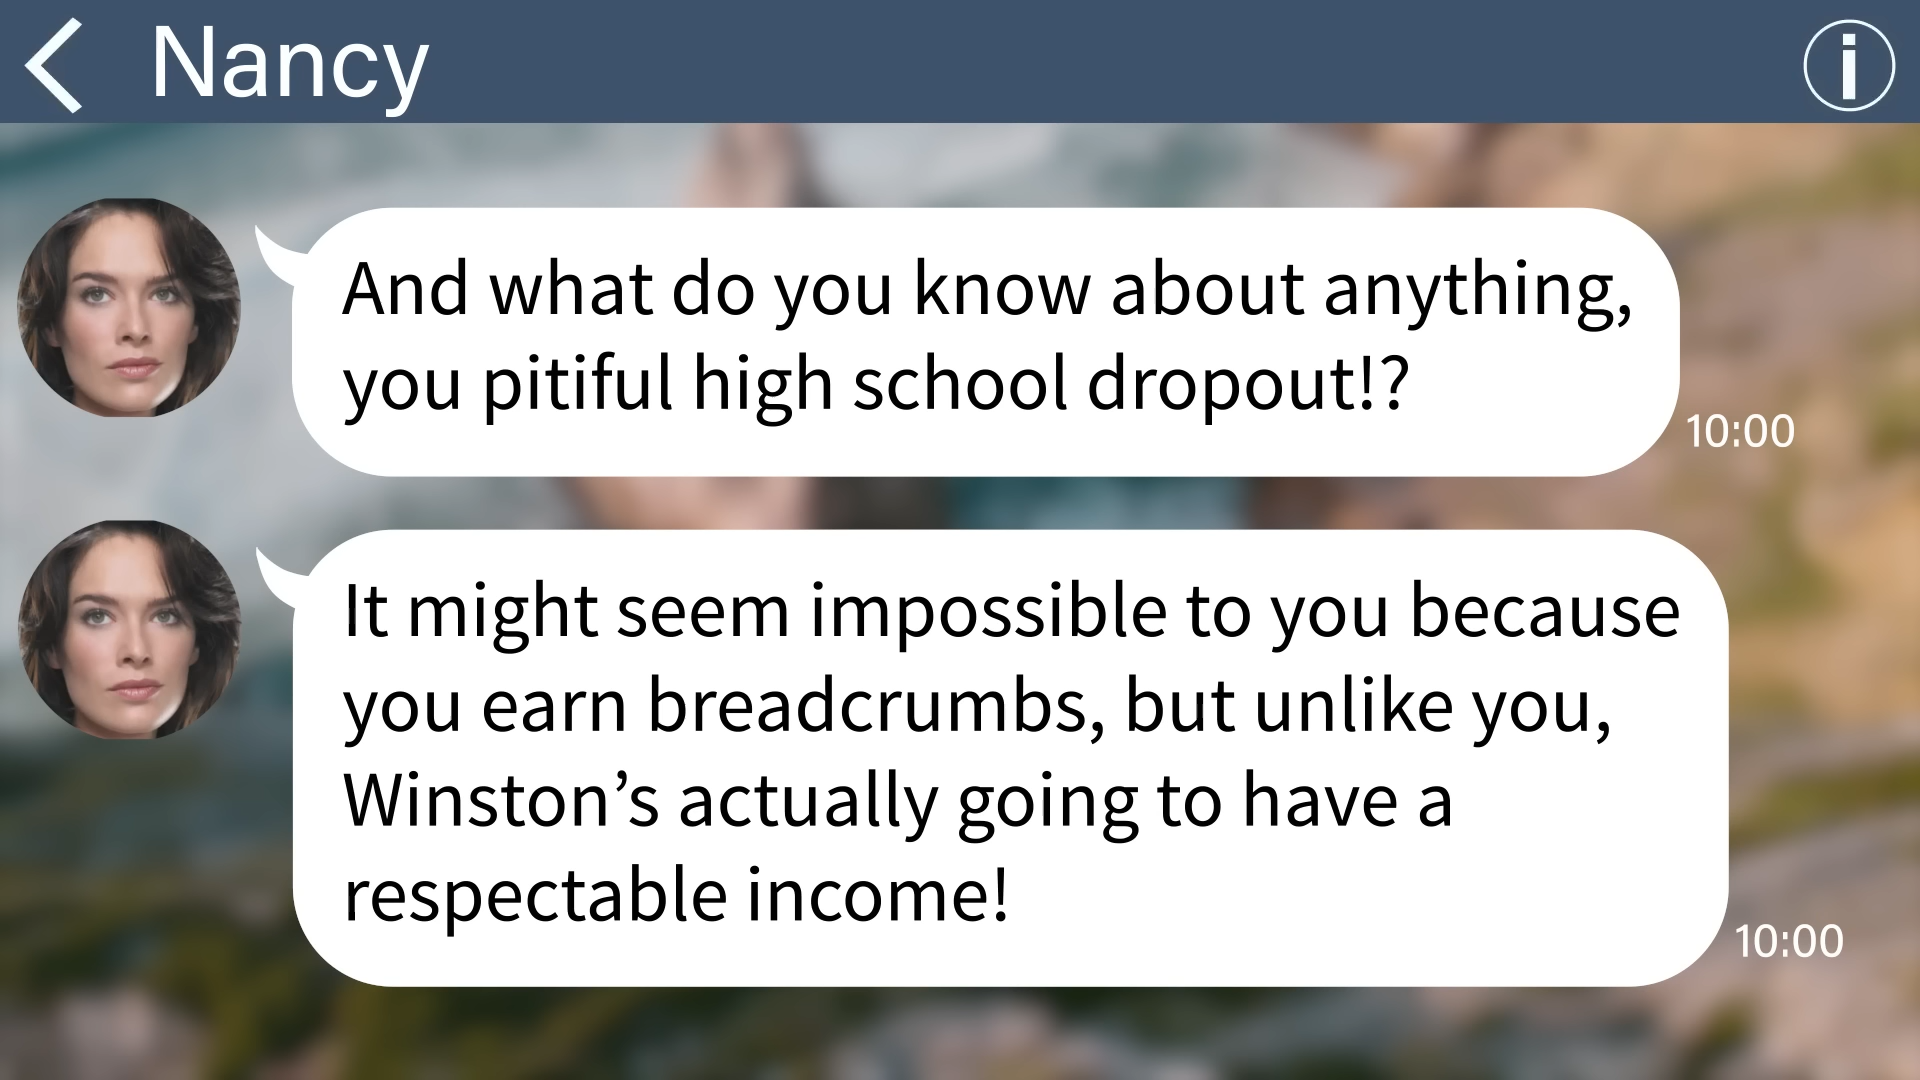 Nancy
And what do you know about anything,
you pitiful high school dropout!?
10:00
It might seem impossible to you because
you earn breadcrumbs, but unlike you,
Winston’s actually going to have a
respectable income!
10:00